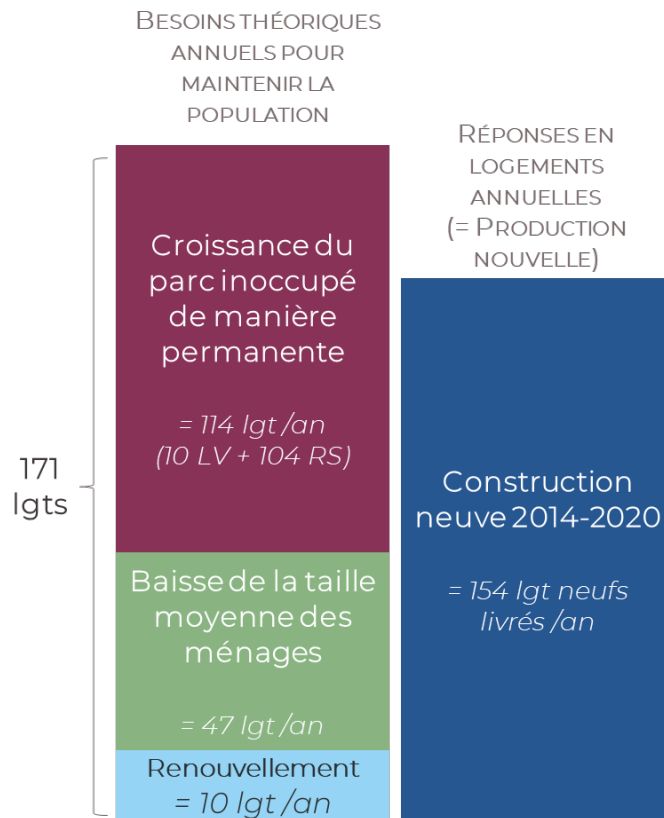 BESOINS THÉORIQUES
ANNUELS POUR
MAINTENIR LA
POPULATION
171
lgts
Croissance du
parc inoccupé
de manière
permanente
= 114 lgt /an
(10 LV + 104 RS)
Baisse de la taille
moyenne des
ménages
= 47 lgt /an
Renouvellement
= 10 lgt /an
RÉPONSES EN
LOGEMENTS
ANNUELLES
(= PRODUCTION
NOUVELLE)
Construction
neuve 2014-2020
= 154 lgt neufs
livrés /an